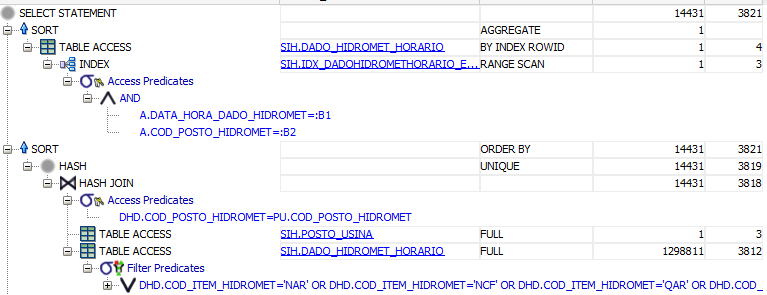 SELECT STATEMENT 14431 3821
SORT AGGREGATE 1
TABLE ACCESS SIH.DADO_HIDROMET_HORARIO BY INDEX ROWID 1 4
INDEX SIH.IDX_DADOHIDROMETHORARIO_E... RANGE SCAN 1 3
Access Predicates
AND
A.DATA_HORA_DADO_HIDROMET=:B1
A.COD_POSTO_HIDROMET=:B2
SORT ORDER BY 14431 3821
HASH UNIQUE 14431 3819
HASH JOIN 14431 3818
Access Predicates
DHD.COD_POSTO_HIDROMET=PU.COD_POSTO_HIDROMET
TABLE ACCESS SIH.POSTO_USINA FULL 1 3
TABLE ACCESS SIH.DADO_HIDROMET_HORARIO FULL 1298811 3812
Filter Predicates
DHD.COD_ITEM_HIDROMET='NAR' OR DHD.COD_ITEM_HIDROMET='NCF' OR DHD.COD_ITEM_HIDROMET='QAR' OR DHD.COD_